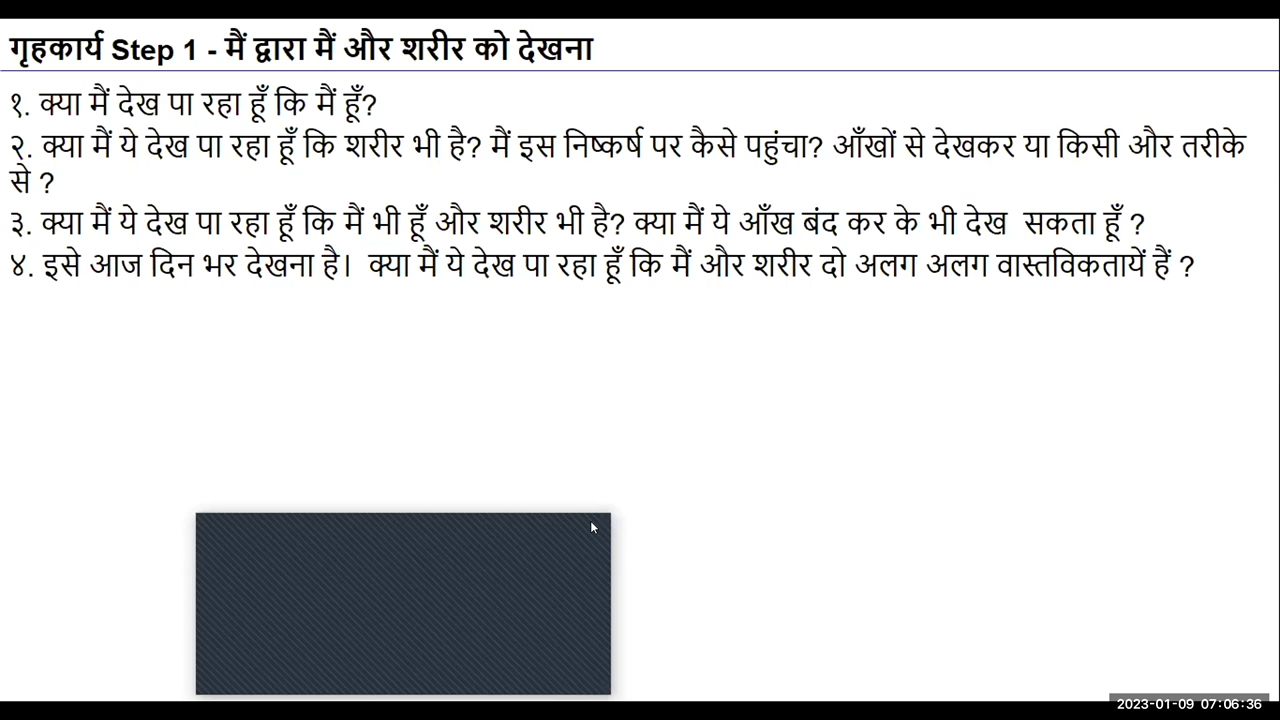 गृहकार्य Step 1 - मैं द्वारा मैं और शरीर को देखना
१. क्या मैं देख पा रहा हूँ कि मैं हूँ?
२. क्या मैं ये देख पा रहा हूँ कि शरीर भी है? मैं इस निष्कर्ष पर कैसे पहुंचा? आँखों से देखकर या किसी और तरीके
से ?
३. क्या मैं ये देख पा रहा हूँ कि मैं भी हूँ और शरीर भी है? क्या मैं ये आँख बंद कर के भी देख  सकता हूँ ?
४. इसे आज दिन भर देखना है।  क्या मैं ये देख पा रहा हूँ कि मैं और शरीर दो अलग अलग वास्तविकतायें हैं ?
2023-01-09 07:06:36